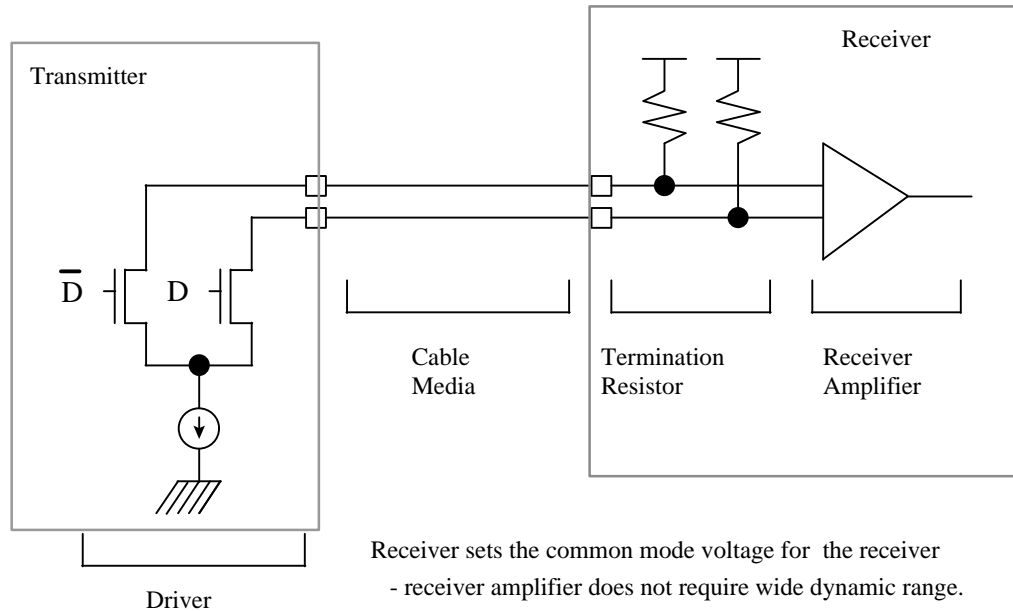 Receiver
Transmitter
D̅
D
Cable
Media
Termination
Resistor
Receiver
Amplifier
Receiver sets the common mode voltage for the receiver
- receiver amplifier does not require wide dynamic range.
Driver